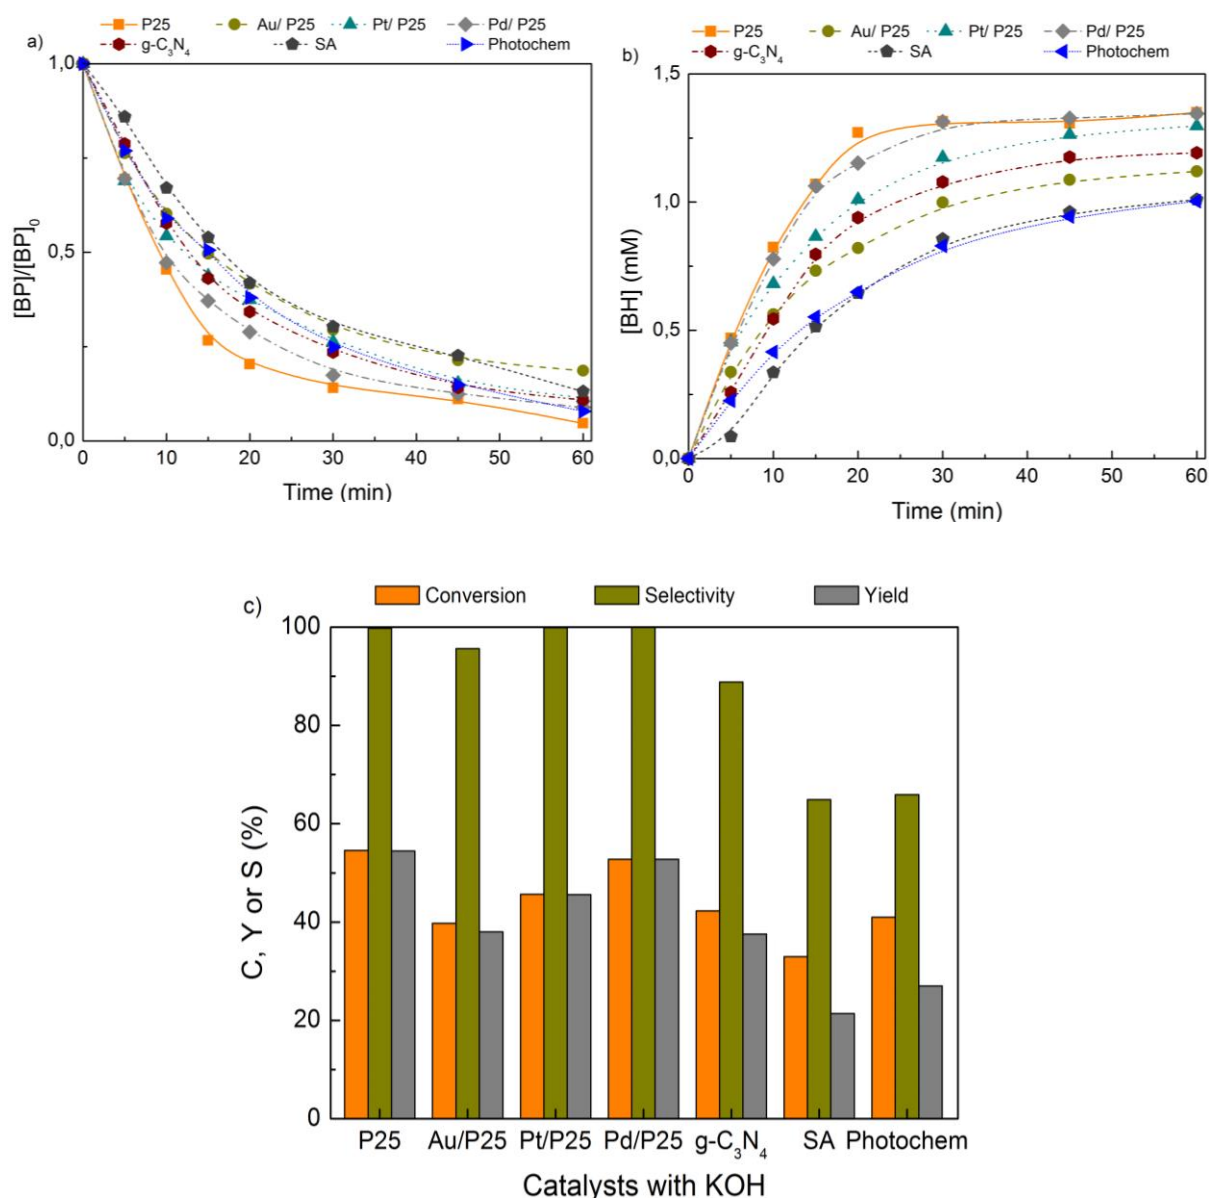 a)
P25 Au/ P25 Pt/ P25 Pd/ P25
g-C₃N₄ SA Photochem
1,0
0,5
0,0
[BP]/[BP]₀
0 10 20 30 40 50 60
Time (min)
b)
P25 Au/ P25 Pt/ P25 Pd/ P25
g-C₃N₄ SA Photochem
1,5
1,0
0,5
0,0
[BH] (mM)
0 10 20 30 40 50 60
Time (min)
c)
Conversion Selectivity Yield
100
80
60
40
20
0
C, Y or S (%)
P25 Au/P25 Pt/P25 Pd/P25 g-C₃N₄ SA Photochem
Catalysts with KOH